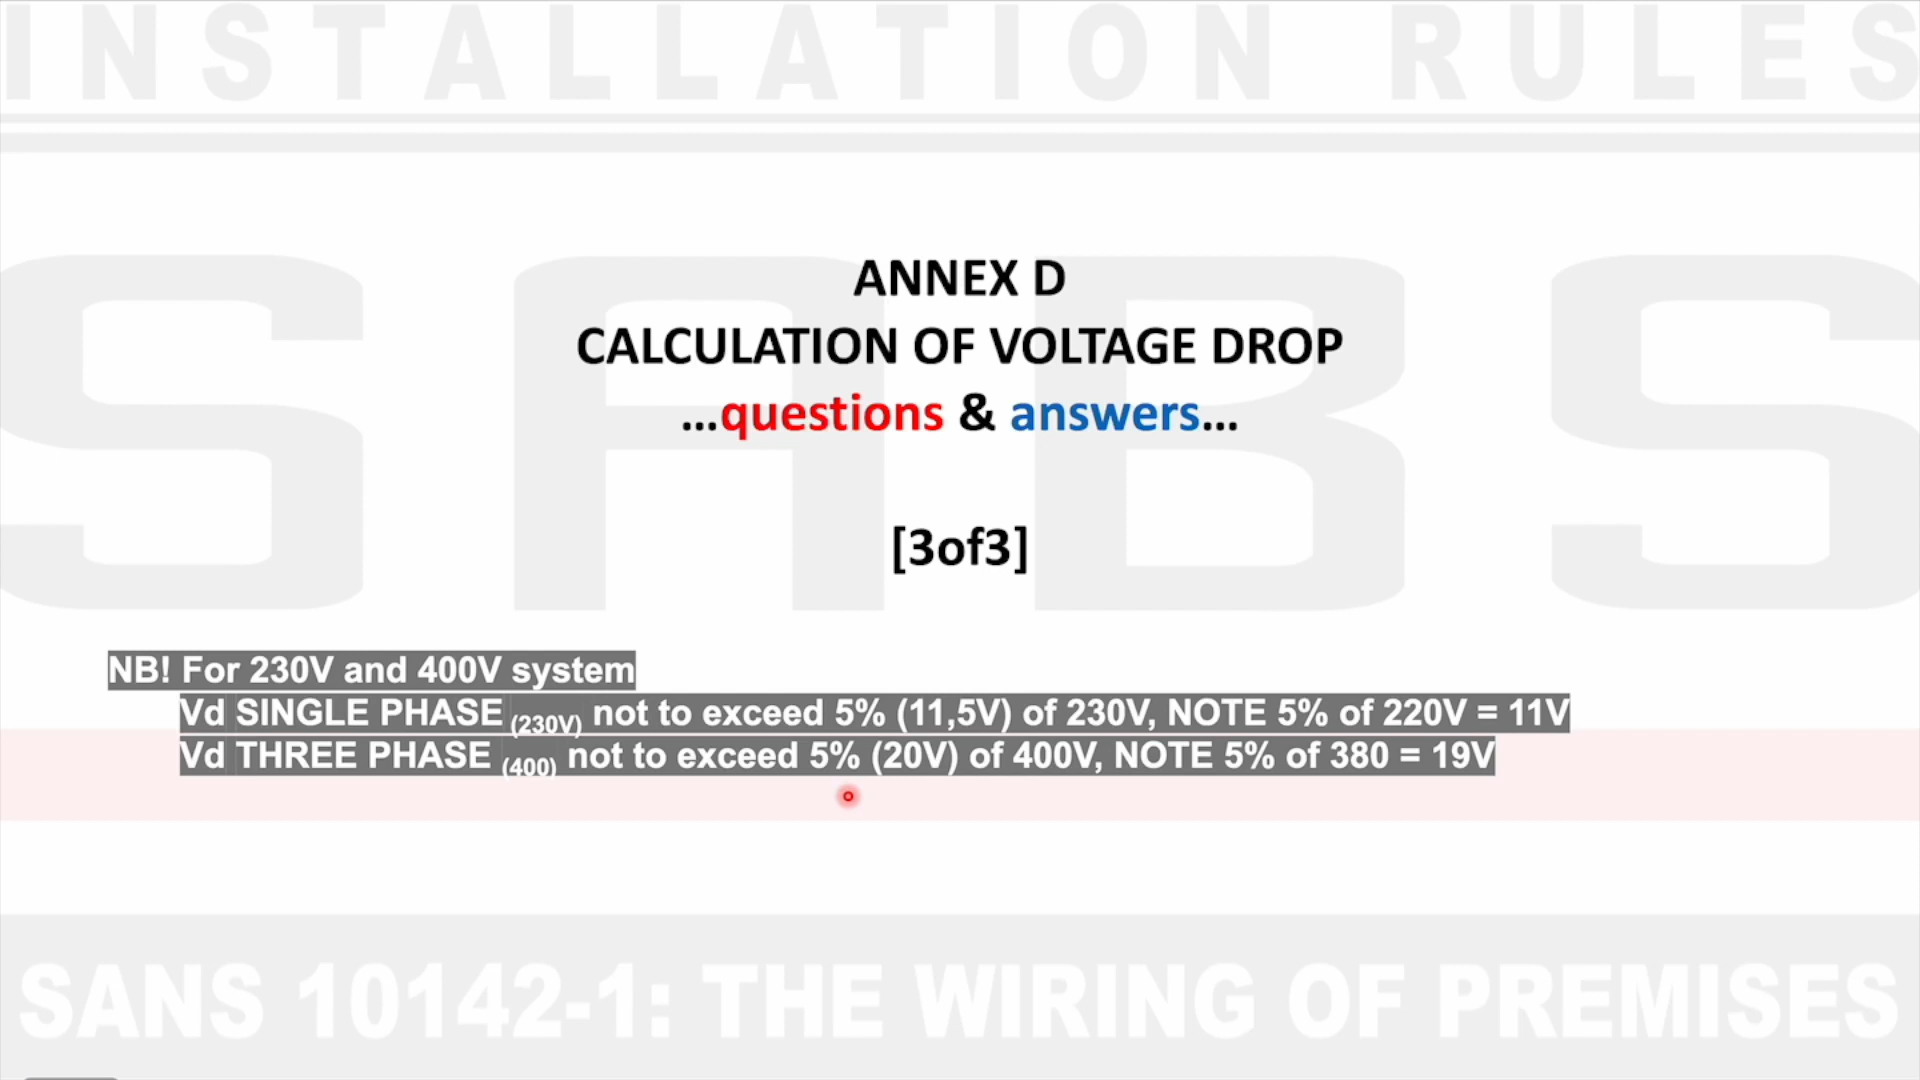 INSTALLATION RULES
SABS
ANNEX D
CALCULATION OF VOLTAGE DROP
...questions & answers...
[3of3]
NB! For 230V and 400V system
Vd SINGLE PHASE (230V) not to exceed 5% (11,5V) of 230V, NOTE 5% of 220V = 11V
Vd THREE PHASE (400) not to exceed 5% (20V) of 400V, NOTE 5% of 380 = 19V
SANS 10142-1: THE WIRING OF PREMISES